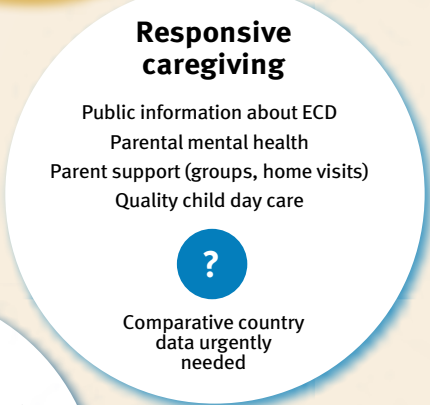 Responsive
caregiving
Public information about ECD
Parental mental health
Parent support (groups, home visits)
Quality child day care
?
Comparative country
data urgently
needed